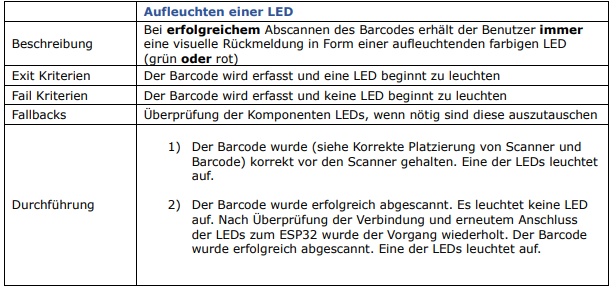 Aufleuchten einer LED
Beschreibung
Bei erfolgreichem Abscannen des Barcodes erhält der Benutzer immer
eine visuelle Rückmeldung in Form einer aufleuchtenden farbigen LED
(grün oder rot)
Exit Kriterien
Der Barcode wird erfasst und eine LED beginnt zu leuchten
Fail Kriterien
Der Barcode wird erfasst und keine LED beginnt zu leuchten
Fallbacks
Überprüfung der Komponenten LEDs, wenn nötig sind diese auszutauschen
Durchführung
1) Der Barcode wurde (siehe Korrekte Platzierung von Scanner und
Barcode) korrekt vor den Scanner gehalten. Eine der LEDs leuchtet
auf.
2) Der Barcode wurde erfolgreich abgescannt. Es leuchtet keine LED
auf. Nach Überprüfung der Verbindung und erneutem Anschluss
der LEDs zum ESP32 wurde der Vorgang wiederholt. Der Barcode
wurde erfolgreich abgescannt. Eine der LEDs leuchtet auf.